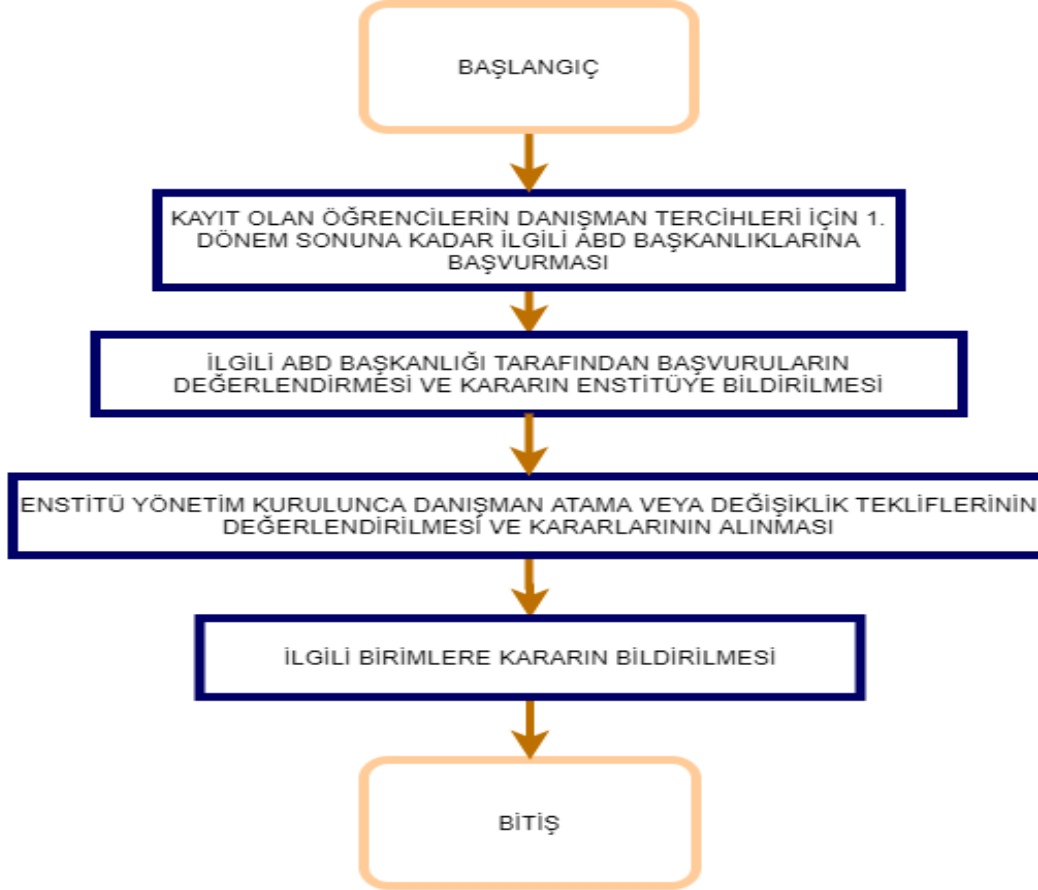 BAŞLANGIÇ
KAYIT OLAN ÖĞRENCİLERİN DANIŞMAN TERCİHLERİ İÇİN 1.
DÖNEM SONUNA KADAR İLGİLİ ABD BAŞKANLIKLARINA
BAŞVURMASI
İLGİLİ ABD BAŞKANLIĞI TARAFINDAN BAŞVURULARIN
DEĞERLENDİRMESİ VE KARARIN ENSTİTÜYE BİLDİRİLMESİ
ENSTİTÜ YÖNETİM KURULUNCA DANIŞMAN ATAMA VEYA DEĞİŞİKLİK TEKLİFLERİNİN
DEĞERLENDİRİLMESİ VE KARARLARININ ALINMASI
İLGİLİ BİRİMLERE KARARIN BİLDİRİLMESİ
BİTİŞ